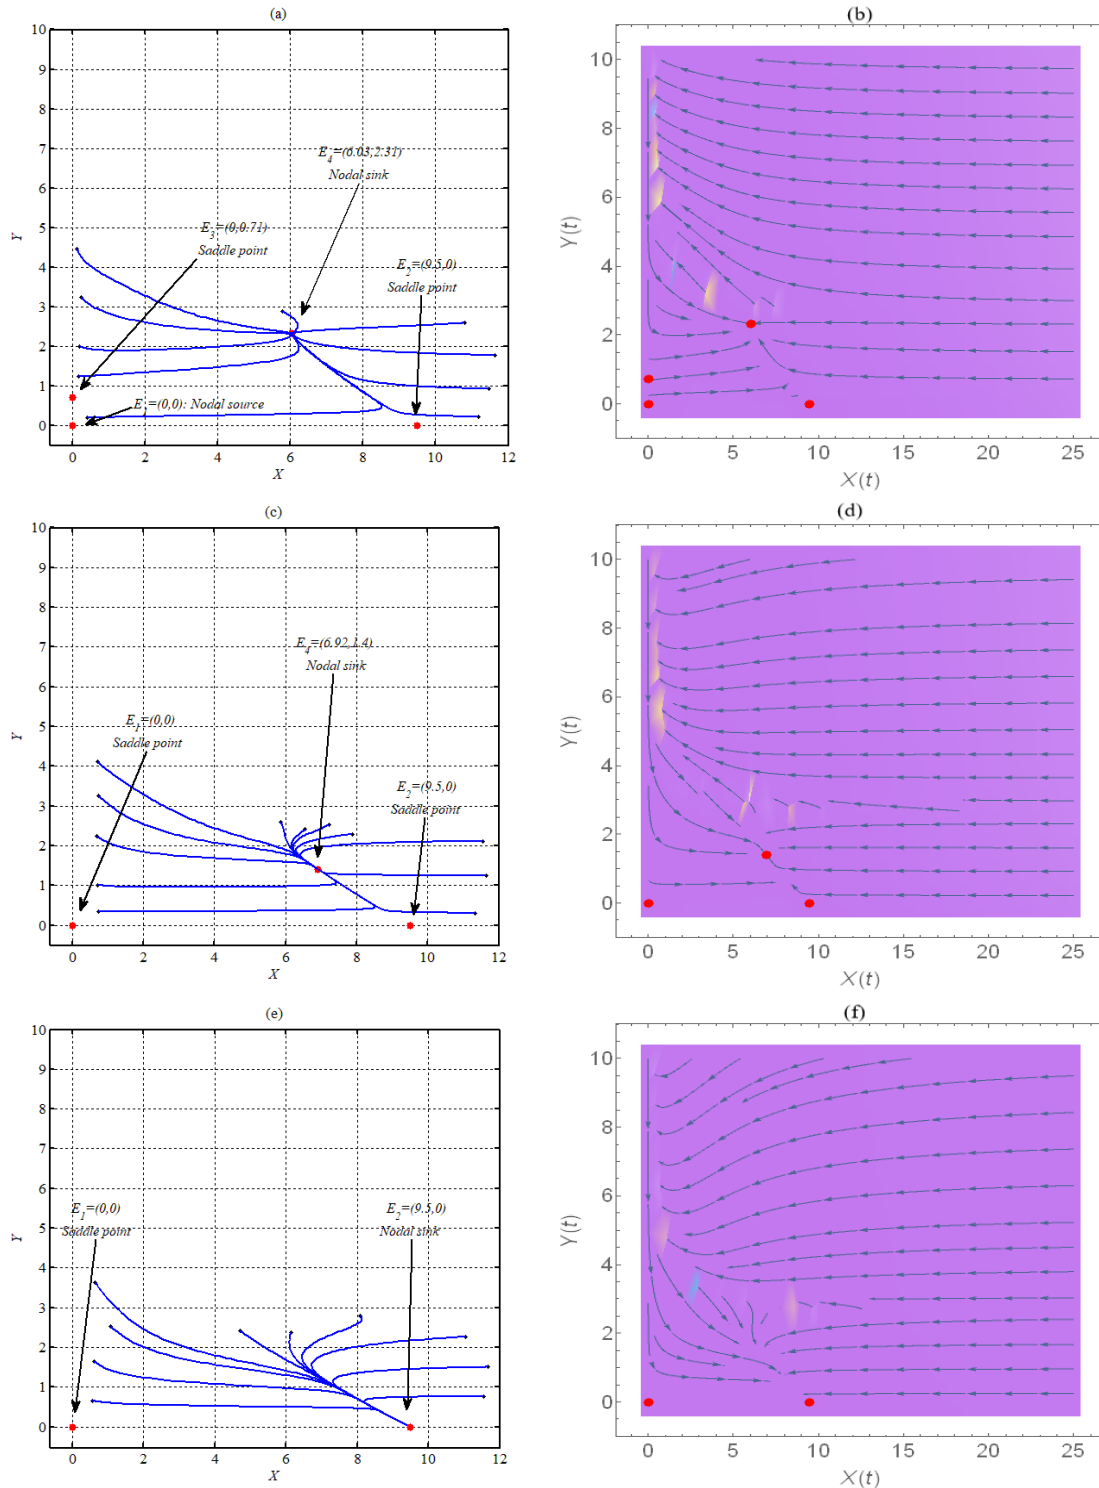 (a)
10
9
8
7
6
5
4
3
2
1
0
Y
E4=(6.03,2.31)
Nodal sink
E3=(0,0.71)
Saddle point
E2=(9.5,0)
Saddle point
E1=(0,0): Nodal source
0 2 4 6 8 10 12
X
(b)
10
8
6
4
2
0
Y(t)
0 5 10 15 20 25
X(t)
(c)
10
9
8
7
6
5
4
3
2
1
0
Y
E4=(6.92,1.4)
Nodal sink
E1=(0,0)
Saddle point
E2=(9.5,0)
Saddle point
0 2 4 6 8 10 12
X
(d)
10
8
6
4
2
0
Y(t)
0 5 10 15 20 25
X(t)
(e)
10
9
8
7
6
5
4
3
2
1
0
Y
E1=(0,0)
Saddle point
E2=(9.5,0)
Nodal sink
0 2 4 6 8 10 12
X
(f)
10
8
6
4
2
0
Y(t)
0 5 10 15 20 25
X(t)